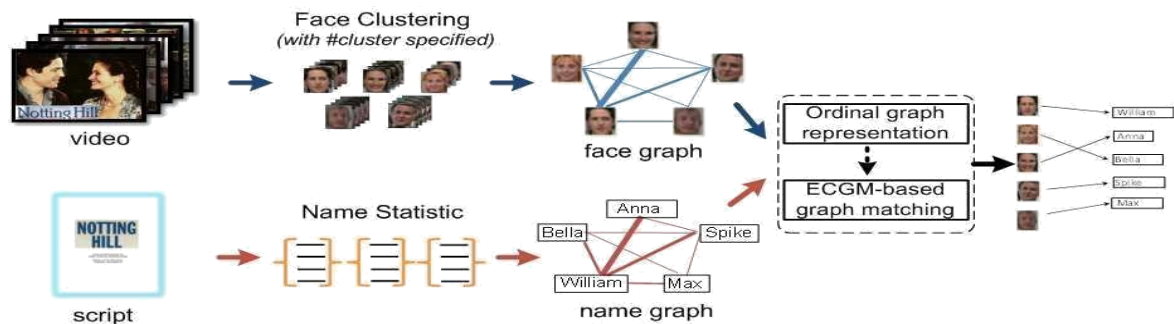 Face Clustering
(with #cluster specified)
Notting Hill
video
face graph
Ordinal graph
representation
ECGM-based
graph matching
William
Anna
Bella
Spike
Max
NOTTING
HILL
script
Name Statistic
Anna
Bella
Spike
William
Max
name graph